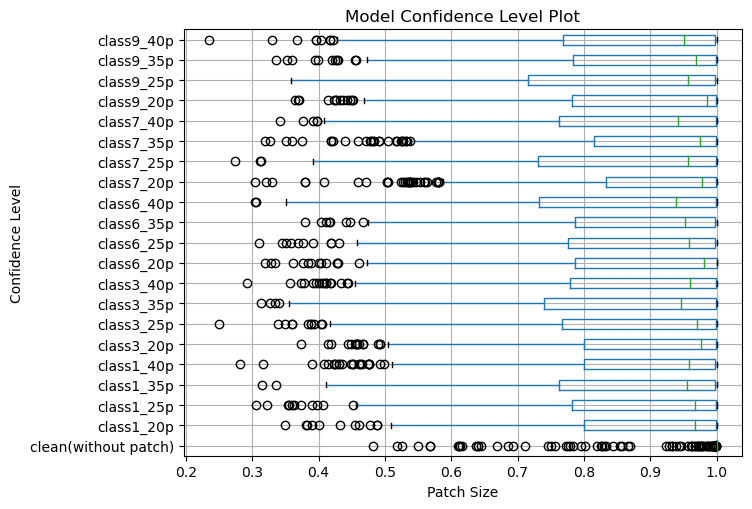 Model Confidence Level Plot
class9_40p
class9_35p
class9_25p
class9_20p
class7_40p
class7_35p
class7_25p
class7_20p
class6_40p
class6_35p
class6_25p
class6_20p
class3_40p
class3_35p
class3_25p
class3_20p
class1_40p
class1_35p
class1_25p
class1_20p
clean(without patch)
Confidence Level
0.2 0.3 0.4 0.5 0.6 0.7 0.8 0.9 1.0
Patch Size